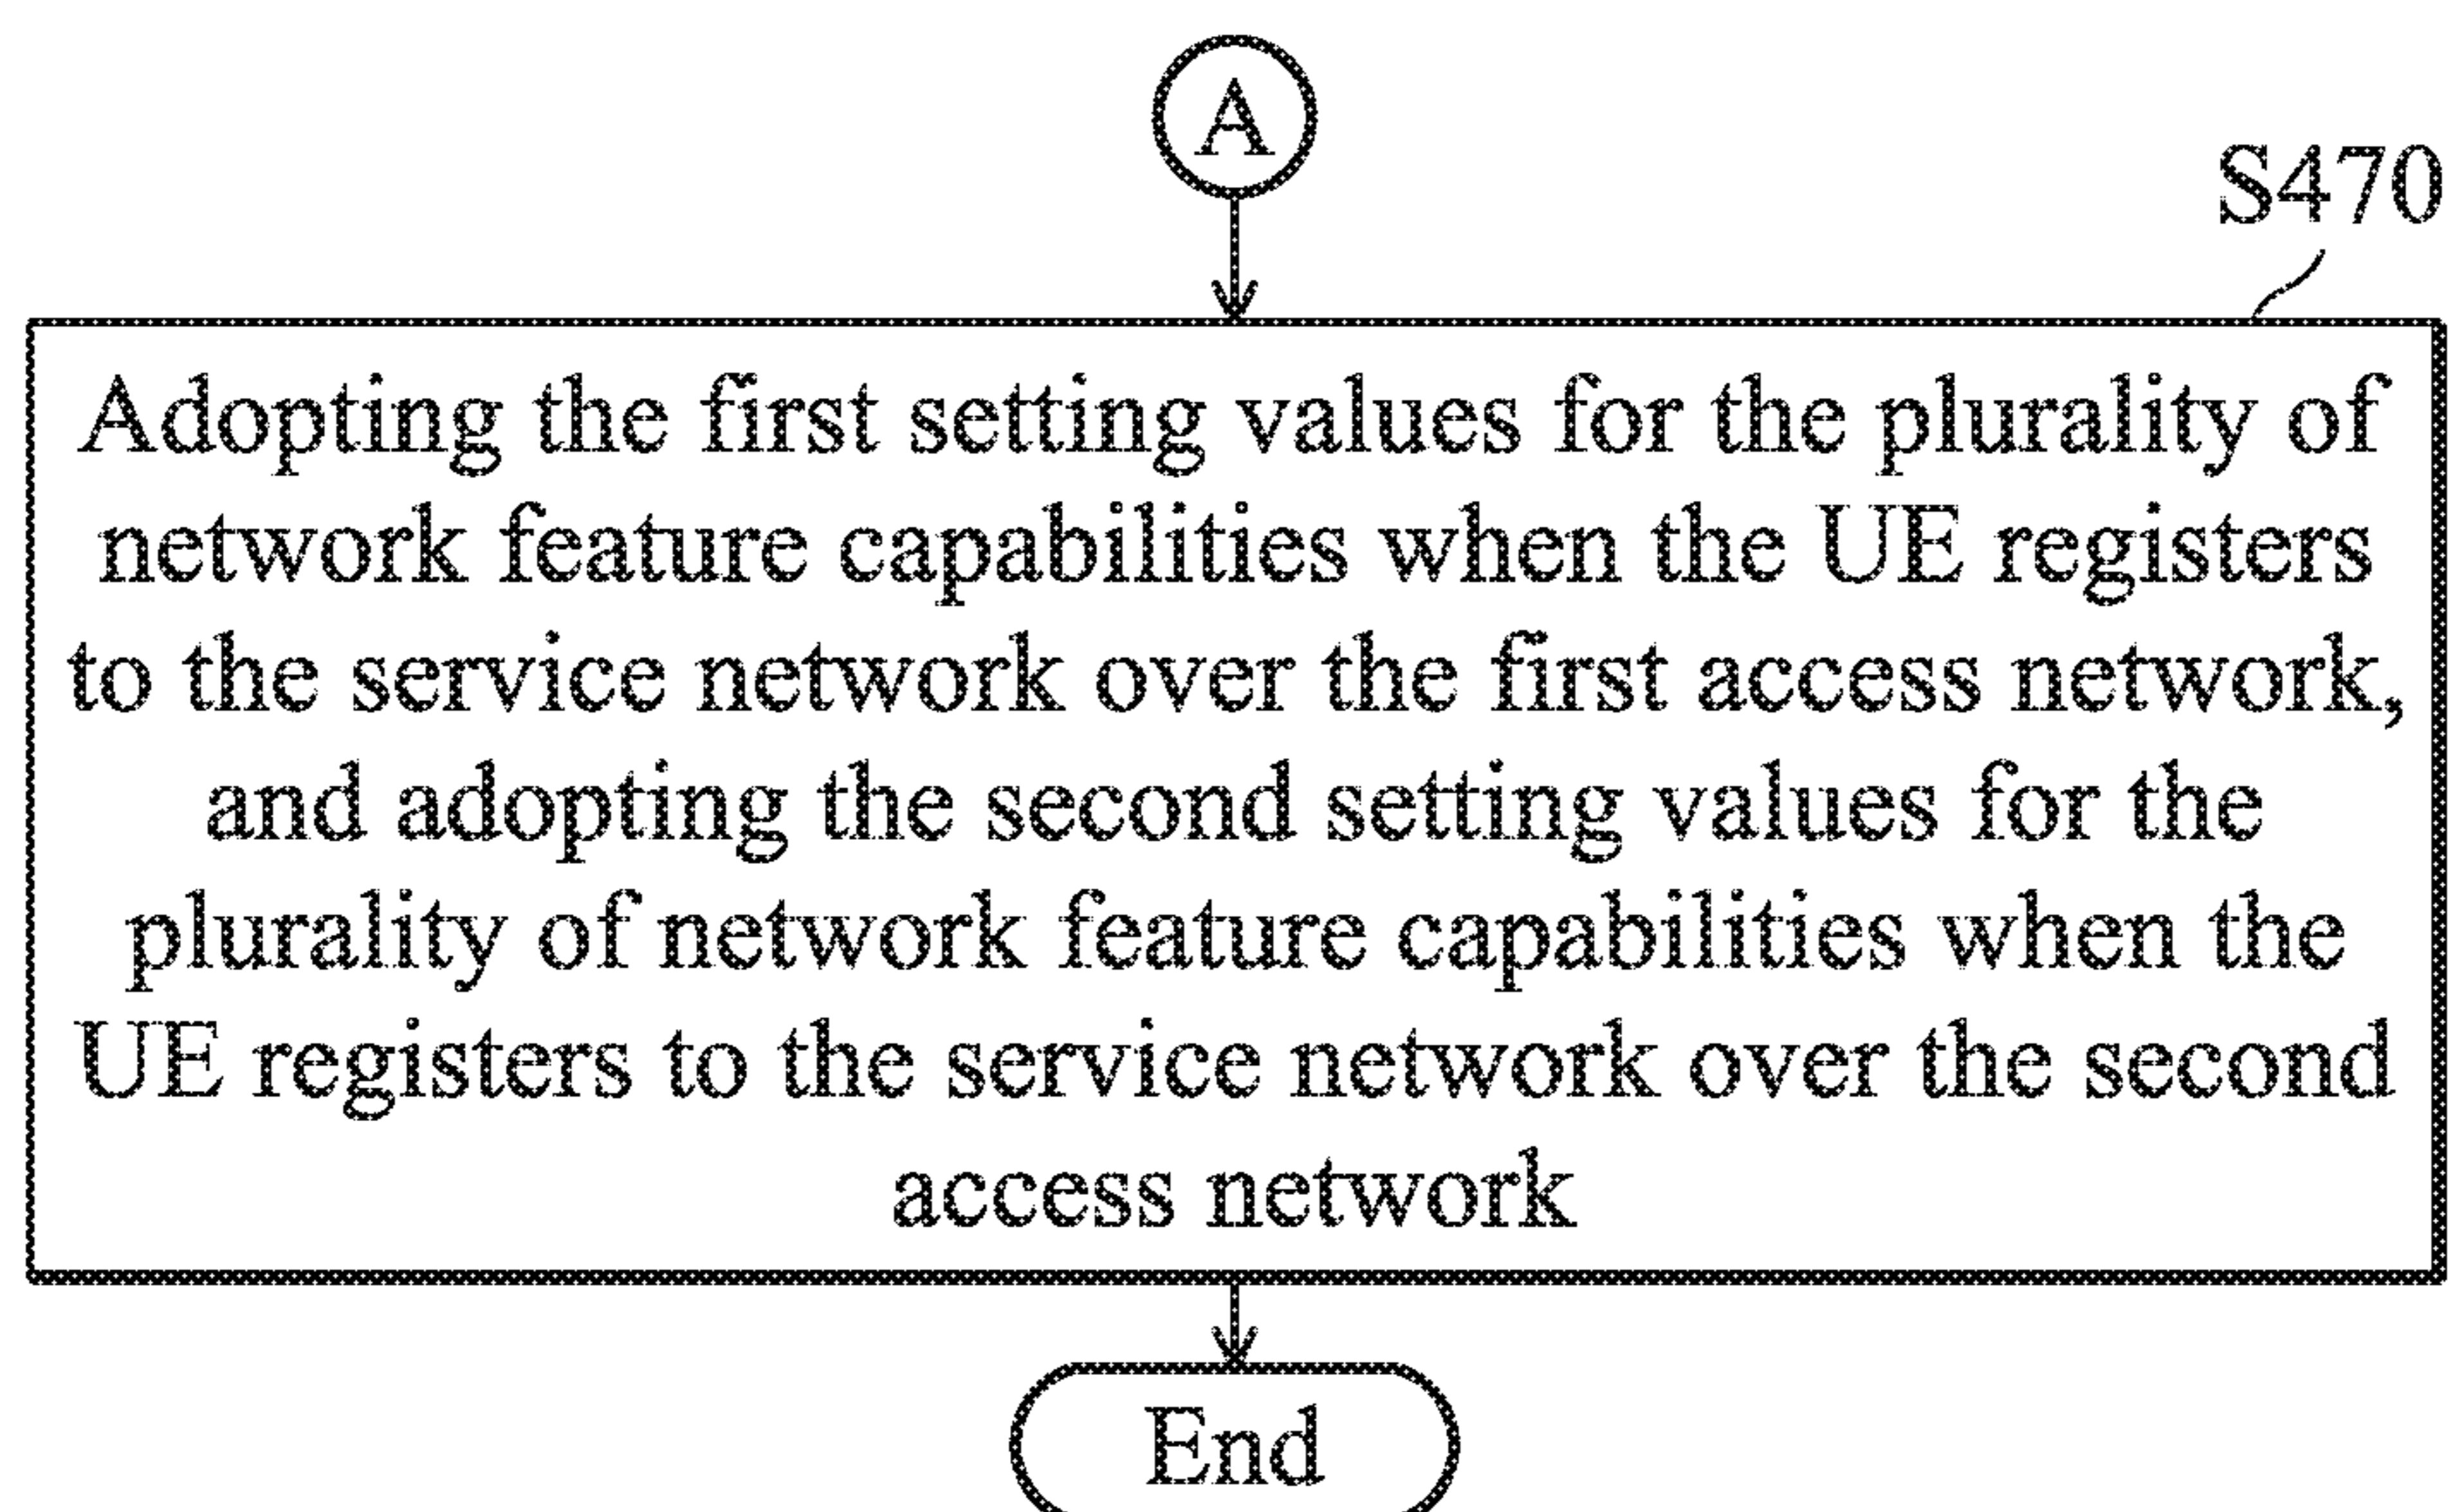 A
S470
Adopting the first setting values for the plurality of
network feature capabilities when the UE registers
to the service network over the first access network,
and adopting the second setting values for the
plurality of network feature capabilities when the
UE registers to the service network over the second
access network
End